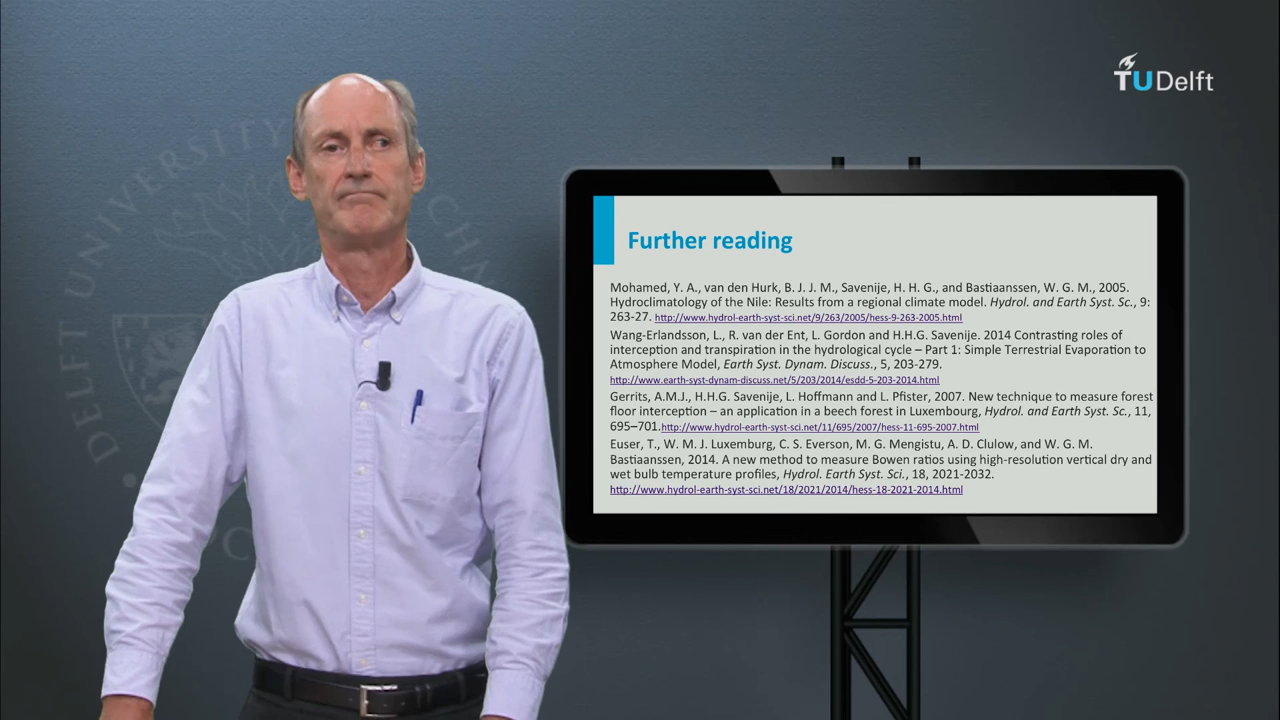 TUDelft
DELFT UNIVERSITY
Further reading
Mohamed, Y. A., van den Hurk, B. J. J. M., Savenije, H. H. G., and Bastiaanssen, W. G. M., 2005.
Hydroclimatology of the Nile: Results from a regional climate model. Hydrol. and Earth Syst. Sc., 9:
263-27. http://www.hydrol-earth-syst-sci.net/9/263/2005/hess-9-263-2005.html
Wang-Erlandsson, L., R. van der Ent, L. Gordon and H.H.G. Savenije. 2014 Contrasting roles of
interception and transpiration in the hydrological cycle – Part 1: Simple Terrestrial Evaporation to
Atmosphere Model, Earth Syst. Dynam. Discuss., 5, 203-279.
http://www.earth-syst-dynam-discuss.net/5/203/2014/esdd-5-203-2014.html
Gerrits, A.M.J., H.H.G. Savenije, L. Hoffmann and L. Pfister, 2007. New technique to measure forest
floor interception – an application in a beech forest in Luxembourg, Hydrol. and Earth Syst. Sc., 11,
695–701.http://www.hydrol-earth-syst-sci.net/11/695/2007/hess-11-695-2007.html
Euser, T., W. M. J. Luxemburg, C. S. Everson, M. G. Mengistu, A. D. Clulow, and W. G. M.
Bastiaanssen, 2014. A new method to measure Bowen ratios using high-resolution vertical dry and
wet bulb temperature profiles, Hydrol. Earth Syst. Sci., 18, 2021-2032.
http://www.hydrol-earth-syst-sci.net/18/2021/2014/hess-18-2021-2014.html